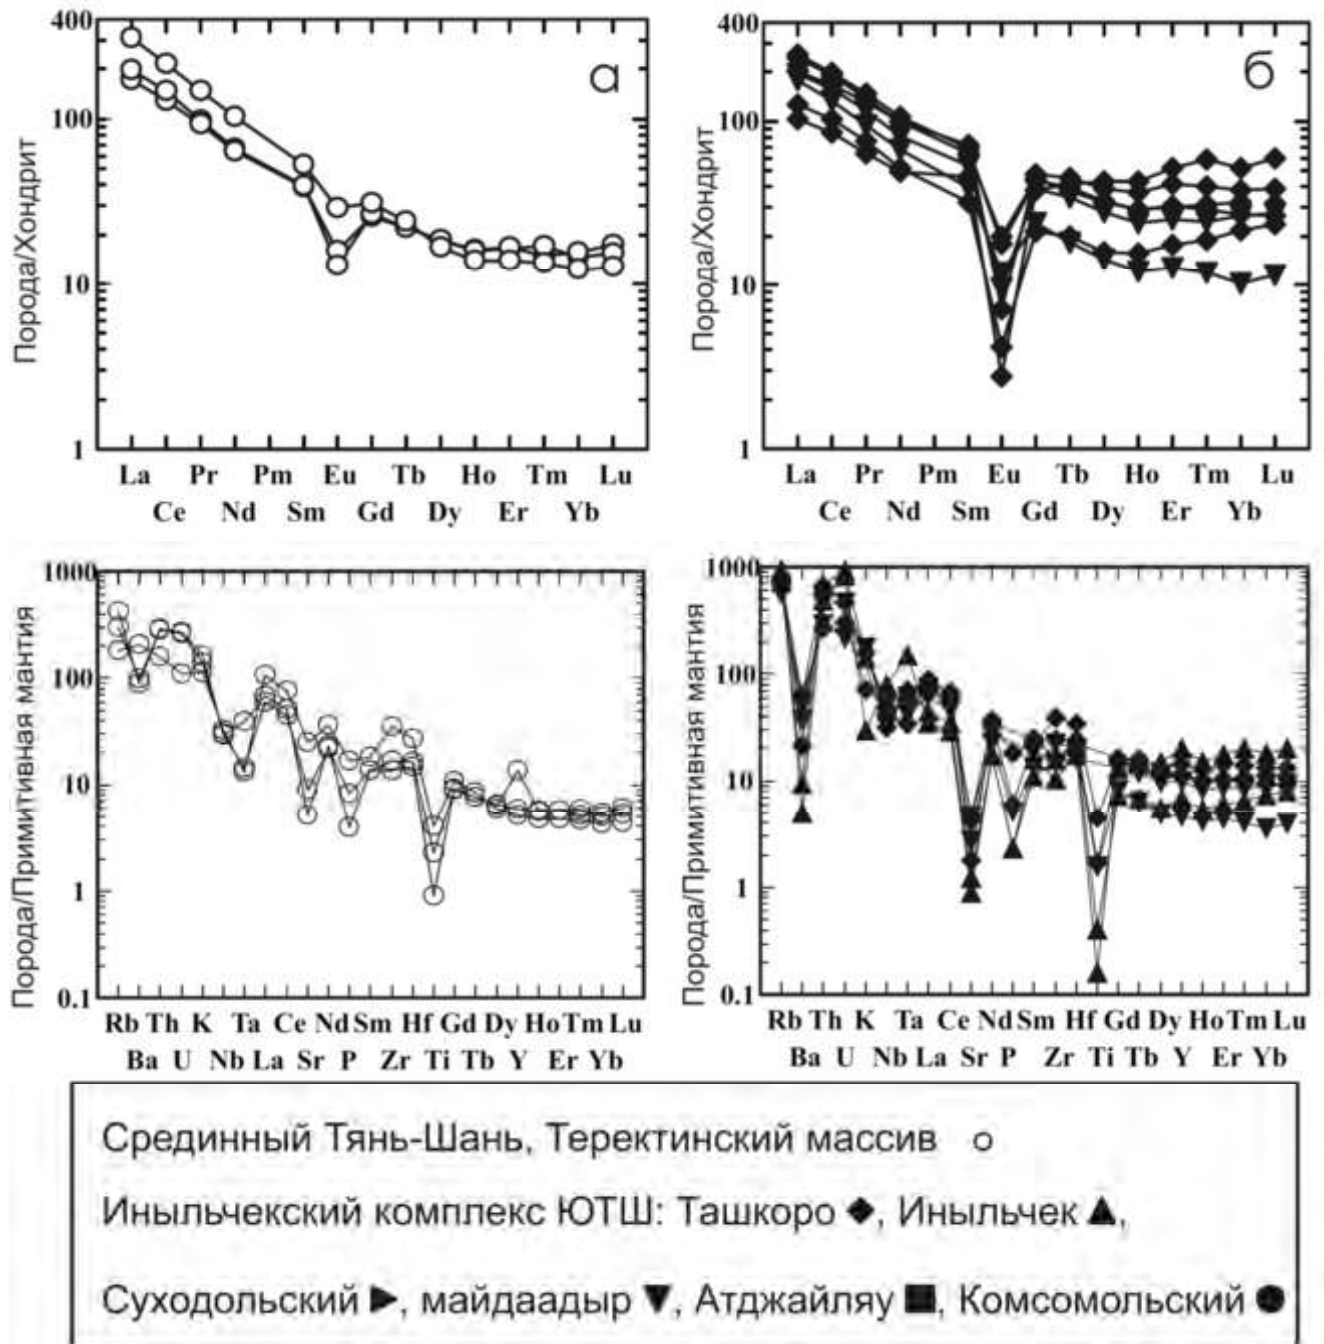 400
100
10
1
Порода/Хондрит
а
La Pr Pm Eu Tb Ho Tm Lu
Ce Nd Sm Gd Dy Er Yb
400
100
10
1
Порода/Хондрит
б
La Pr Pm Eu Tb Ho Tm Lu
Ce Nd Sm Gd Dy Er Yb
1000
100
10
1
0.1
Порода/Примитивная мантия
Rb Th K Ta Ce Nd Sm Hf Gd Dy Ho Tm Lu
Ba U Nb La Sr P Zr Ti Tb Y Er Yb
1000
100
10
1
0.1
Порода/Примитивная мантия
Rb Th K Ta Ce Nd Sm Hf Gd Dy Ho Tm Lu
Ba U Nb La Sr P Zr Ti Tb Y Er Yb
Срединный Тянь-Шань, Теректинский массив
Иныльчекский комплекс ЮТШ: Ташкоро , Иныльчек ,
Суходольский , майдаадыр , Атджайляу , Комсомольский